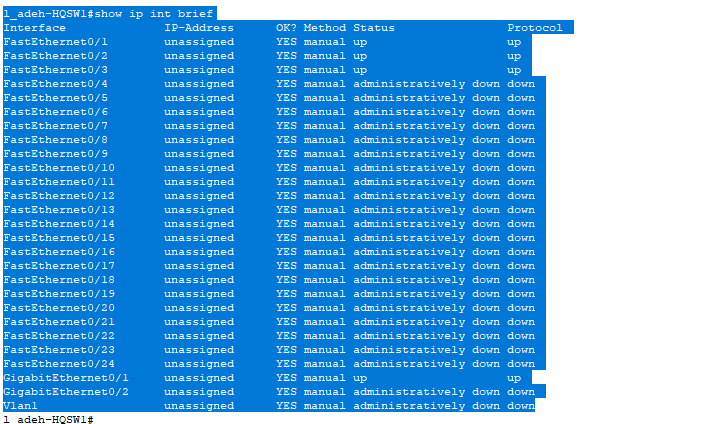 l_adeh-HQSW1#show ip int brief
Interface              IP-Address      OK? Method Status                Protocol
FastEthernet0/1        unassigned      YES manual up                    up
FastEthernet0/2        unassigned      YES manual up                    up
FastEthernet0/3        unassigned      YES manual up                    up
FastEthernet0/4        unassigned      YES manual administratively down down
FastEthernet0/5        unassigned      YES manual administratively down down
FastEthernet0/6        unassigned      YES manual administratively down down
FastEthernet0/7        unassigned      YES manual administratively down down
FastEthernet0/8        unassigned      YES manual administratively down down
FastEthernet0/9        unassigned      YES manual administratively down down
FastEthernet0/10       unassigned      YES manual administratively down down
FastEthernet0/11       unassigned      YES manual administratively down down
FastEthernet0/12       unassigned      YES manual administratively down down
FastEthernet0/13       unassigned      YES manual administratively down down
FastEthernet0/14       unassigned      YES manual administratively down down
FastEthernet0/15       unassigned      YES manual administratively down down
FastEthernet0/16       unassigned      YES manual administratively down down
FastEthernet0/17       unassigned      YES manual administratively down down
FastEthernet0/18       unassigned      YES manual administratively down down
FastEthernet0/19       unassigned      YES manual administratively down down
FastEthernet0/20       unassigned      YES manual administratively down down
FastEthernet0/21       unassigned      YES manual administratively down down
FastEthernet0/22       unassigned      YES manual administratively down down
FastEthernet0/23       unassigned      YES manual administratively down down
FastEthernet0/24       unassigned      YES manual administratively down down
GigabitEthernet0/1     unassigned      YES manual up                    up
GigabitEthernet0/2     unassigned      YES manual administratively down down
Vlan1                  unassigned      YES manual administratively down down
l_adeh-HQSW1#